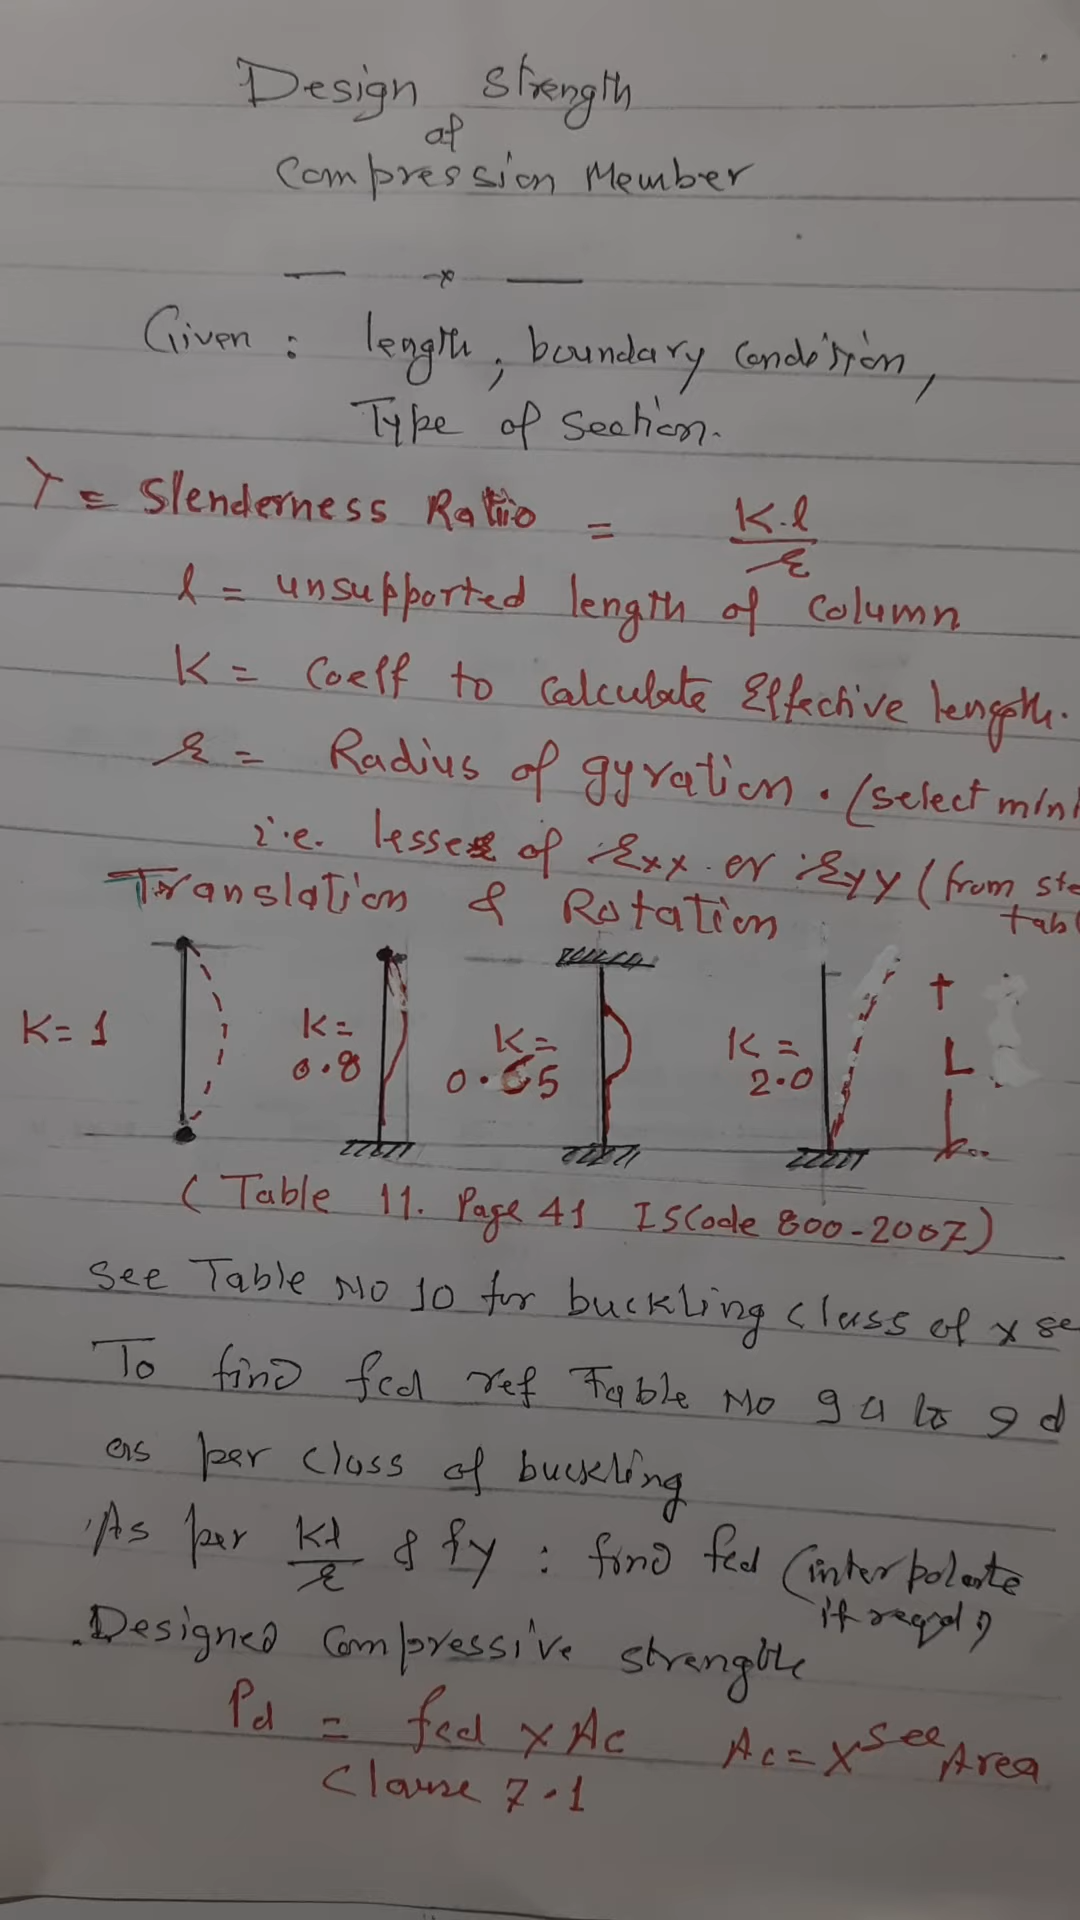 Design Strength
of
Compression Member
Given : length, boundary Condition,
Type of Section.
λ = Slenderness Ratio = K.l / r
l = unsupported length of column
K = Coeff to Calculate Effective length.
r = Radius of gyration. (select min
i.e. lesser of rxx or ryy (from ste
tab
Translation & Rotation
K= 1
K= 0.8
K= 0.65
K= 2.0
L
(Table 11. Page 41 IS Code 800-2007)
See Table No 10 for buckling class of x se
To find fcd ref Table No 9 a to 9 d
as per class of buckling
As per Kl / r & fy : find fcd (interpolate
if reqd)
Designed Compressive strength
Pd = fcd x Ac Ac = x sec Area
Clause 7.1